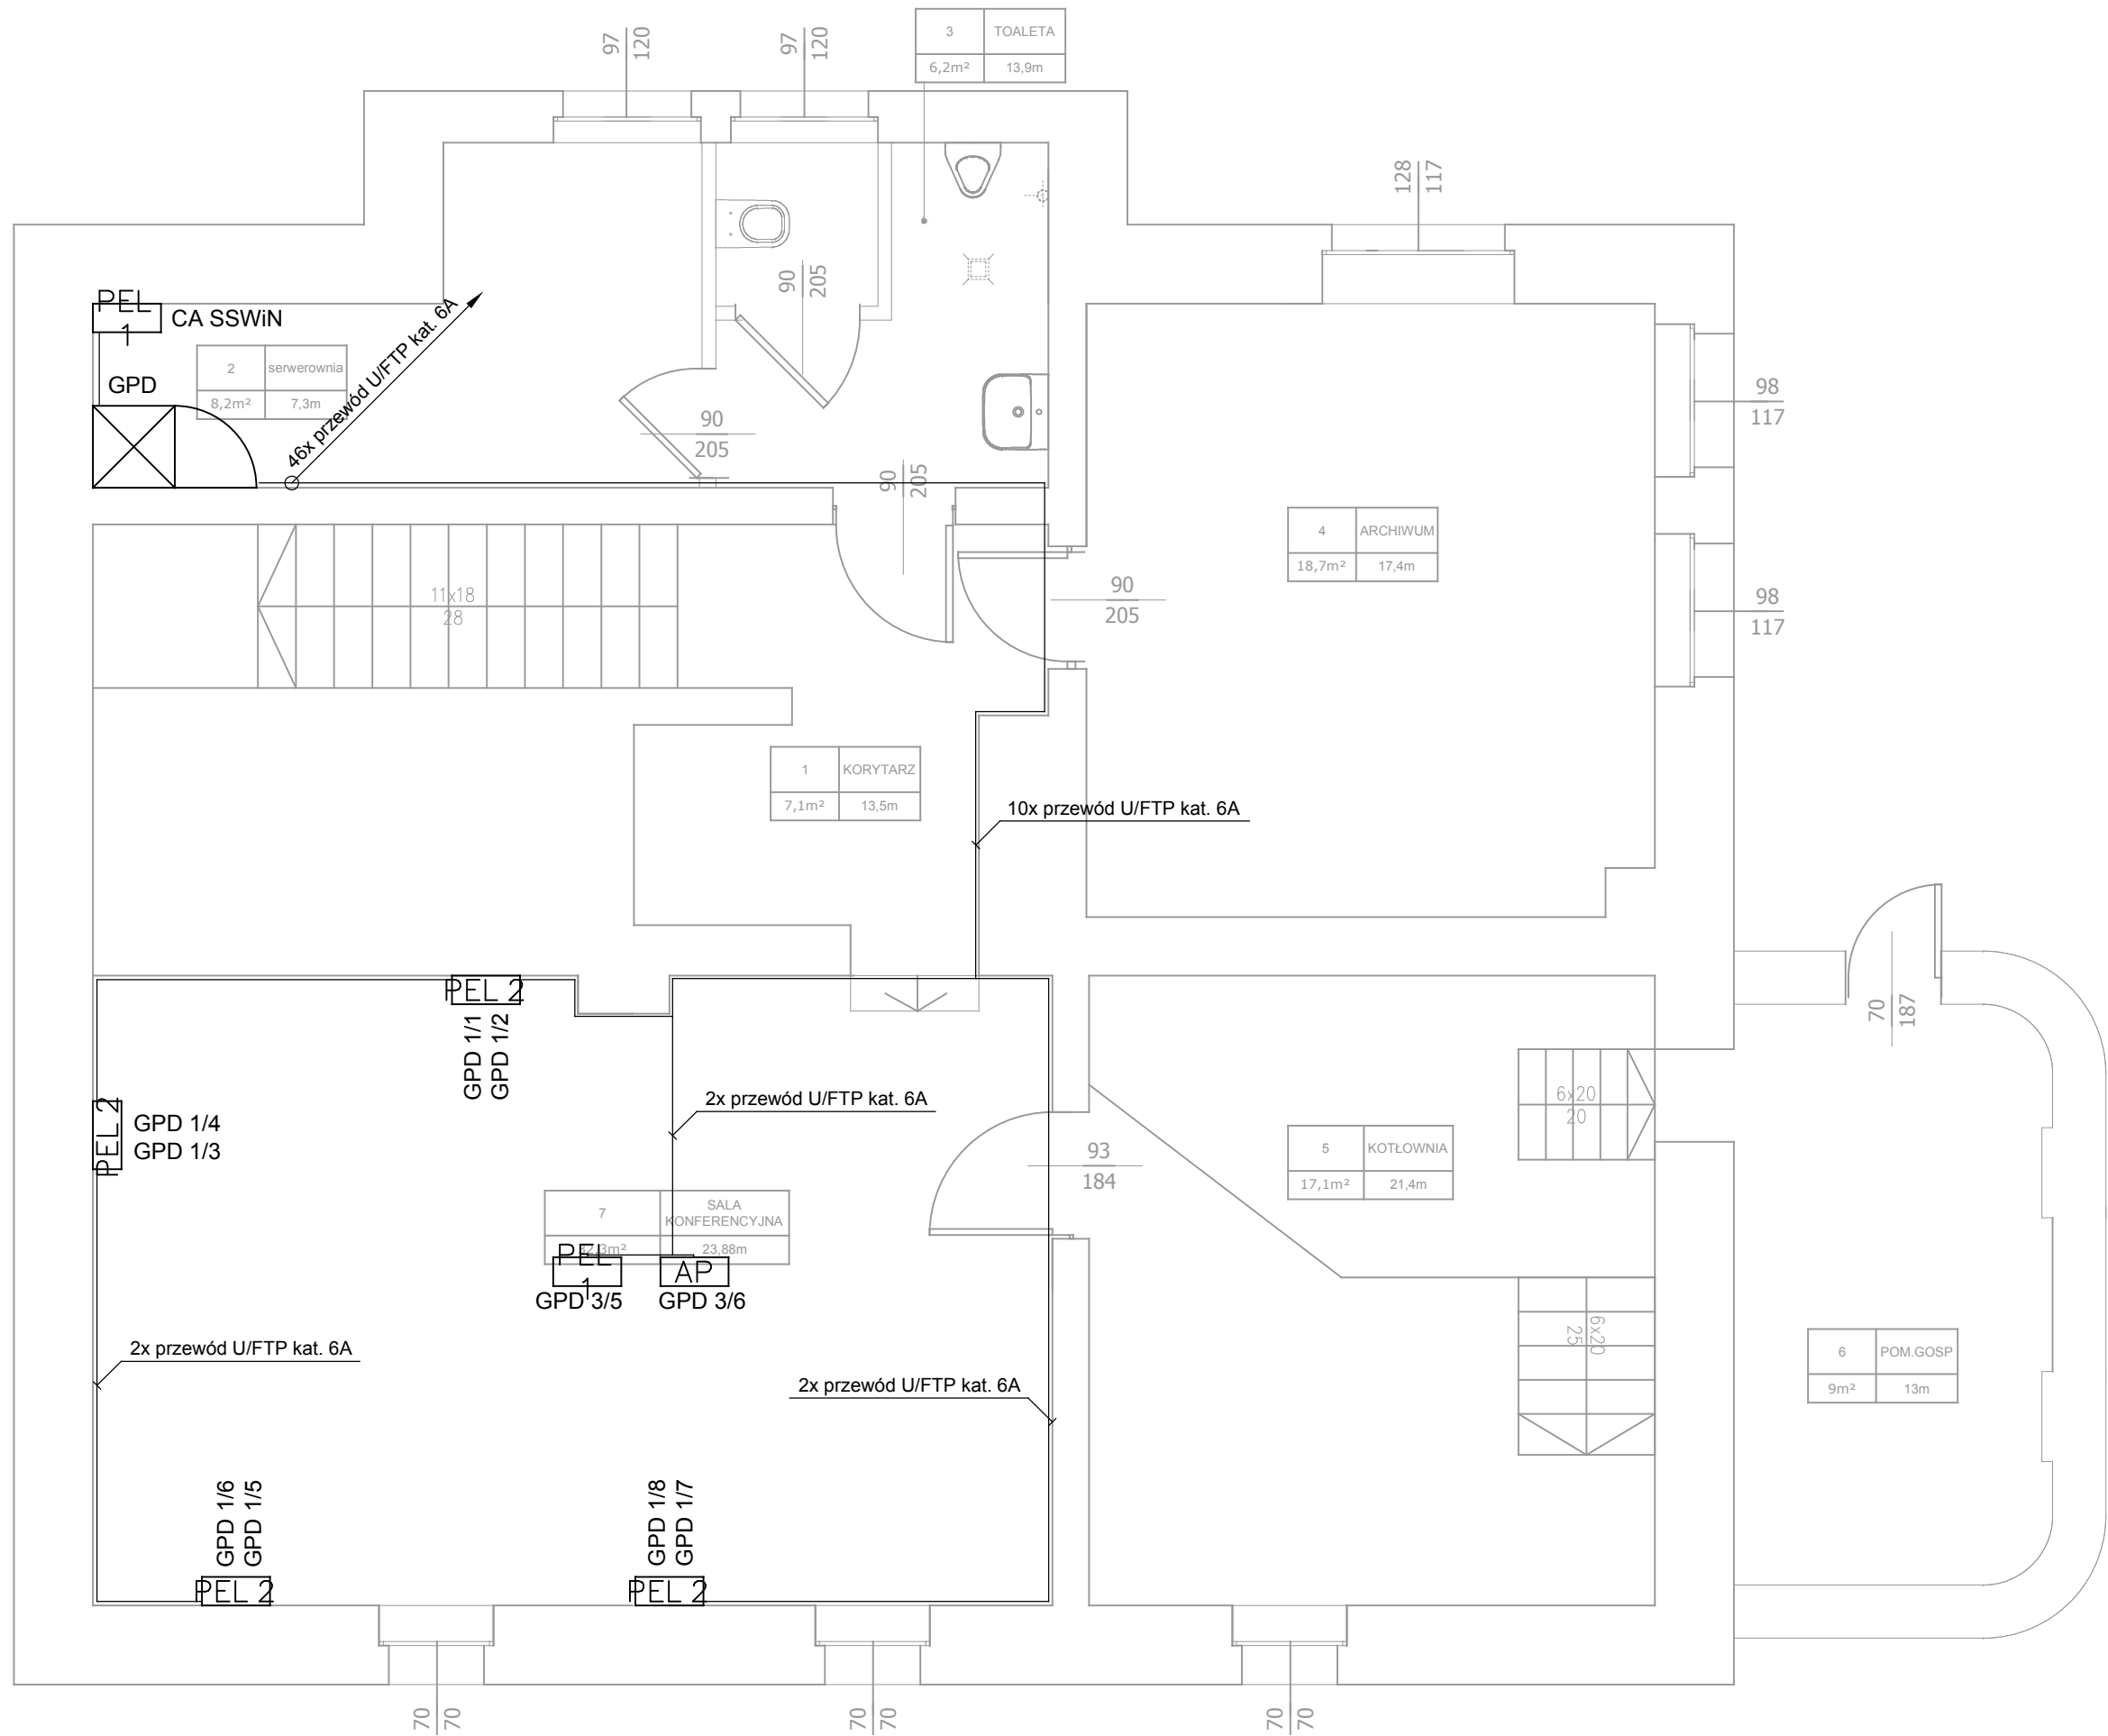 97
120
97
120
3
TOALETA
6,2m²
13,9m
128
117
PEL
1
CA SSWiN
GPD
2
serwerownia
8,2m²
7,3m
46x przewód U/FTP kat. 6A
90
205
90
205
90
205
98
117
98
117
4
ARCHIWUM
18,7m²
17,4m
90
205
11x18
28
1
KORYTARZ
7,1m²
13,5m
10x przewód U/FTP kat. 6A
70
187
PEL 2
GPD 1/1
GPD 1/2
PEL 2
GPD 1/4
GPD 1/3
2x przewód U/FTP kat. 6A
93
184
6x20
20
5
KOTŁOWNIA
17,1m²
21,4m
7
SALA
KONFERENCYJNA
23,88m
PEL
1
GPD 3/5
AP
GPD 3/6
6x20
25
6
POM.GOSP
9m²
13m
2x przewód U/FTP kat. 6A
2x przewód U/FTP kat. 6A
GPD 1/6
GPD 1/5
PEL 2
GPD 1/8
GPD 1/7
PEL 2
70
70
70
70
70
70